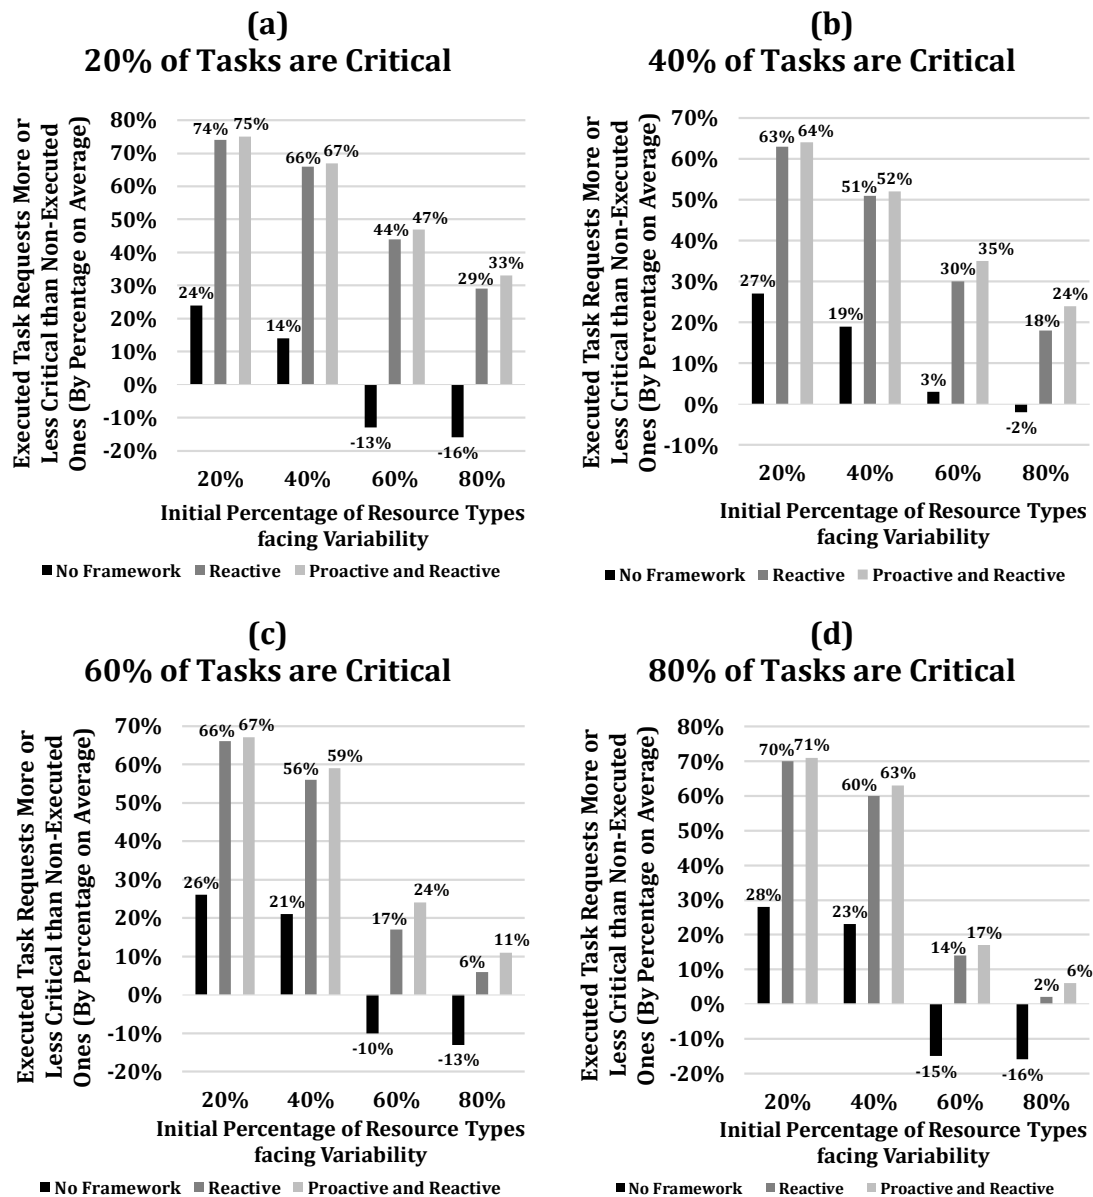 (a)
20% of Tasks are Critical
Executed Task Requests More or
Less Critical than Non-Executed
Ones (By Percentage on Average)
80%
70%
60%
50%
40%
30%
20%
10%
0%
-10%
-20%
24% 74% 75%
14% 66% 67%
-13% 44% 47%
-16% 29% 33%
20% 40% 60% 80%
Initial Percentage of Resource Types
facing Variability
No Framework Reactive Proactive and Reactive
(b)
40% of Tasks are Critical
Executed Task Requests More or
Less Critical than Non-Executed
Ones (By Percentage on Average)
70%
60%
50%
40%
30%
20%
10%
0%
-10%
27% 63% 64%
19% 51% 52%
3% 30% 35%
-2% 18% 24%
20% 40% 60% 80%
Initial Percentage of Resource Types
facing Variability
No Framework Reactive Proactive and Reactive
(c)
60% of Tasks are Critical
Executed Task Requests More or
Less Critical than Non-Executed
Ones (By Percentage on Average)
70%
60%
50%
40%
30%
20%
10%
0%
-10%
-20%
26% 66% 67%
21% 56% 59%
-10% 17% 24%
-13% 6% 11%
20% 40% 60% 80%
Initial Percentage of Resource Types
facing Variability
No Framework Reactive Proactive and Reactive
(d)
80% of Tasks are Critical
Executed Task Requests More or
Less Critical than Non-Executed
Ones (By Percentage on Average)
80%
70%
60%
50%
40%
30%
20%
10%
0%
-10%
-20%
28% 70% 71%
23% 60% 63%
-15% 14% 17%
-16% 2% 6%
20% 40% 60% 80%
Initial Percentage of Resource Types
facing Variability
No Framework Reactive Proactive and Reactive